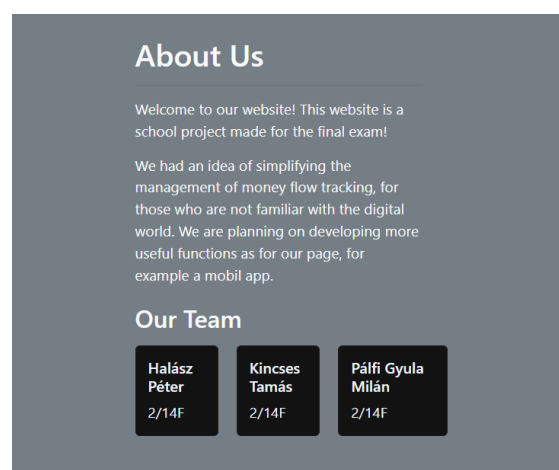 About Us
Welcome to our website! This website is a
school project made for the final exam!
We had an idea of simplifying the
management of money flow tracking, for
those who are not familiar with the digital
world. We are planning on developing more
useful functions as for our page, for
example a mobil app.
Our Team
Halász
Péter
2/14F
Kincses
Tamás
2/14F
Pálfi Gyula
Milán
2/14F